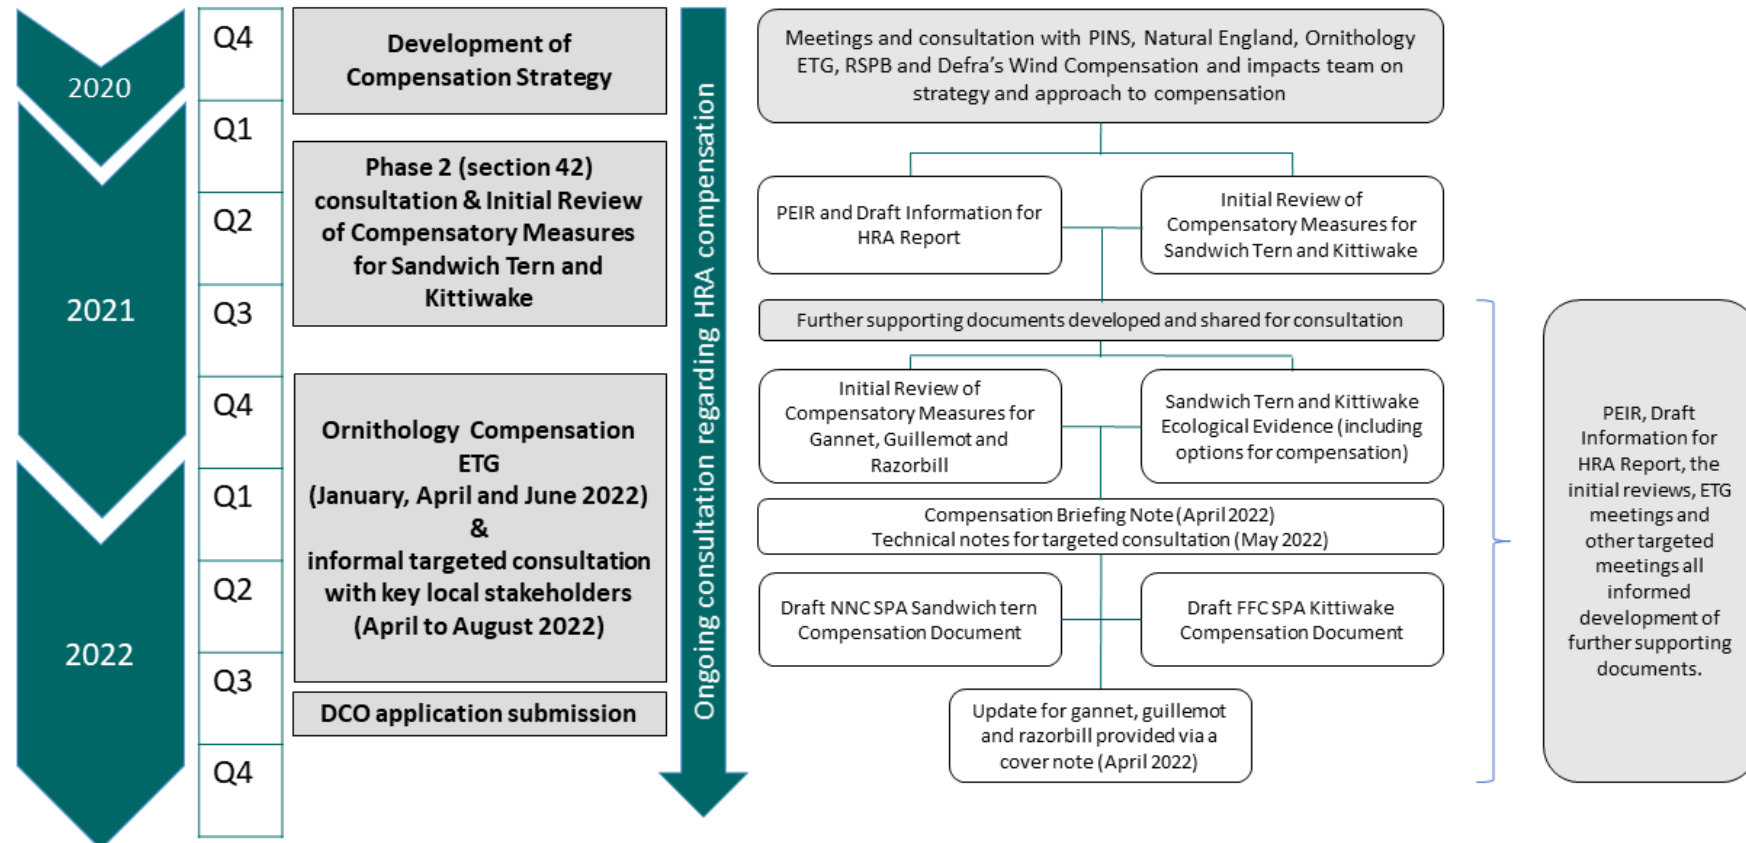 2020
2021
2022
Q4
Q1
Q2
Q3
Q4
Q1
Q2
Q3
Q4
Development of
Compensation Strategy
Phase 2 (section 42)
consultation & Initial Review
of Compensatory Measures
for Sandwich Tern and
Kittiwake
Ornithology Compensation
ETG
(January, April and June 2022)
&
informal targeted consultation
with key local stakeholders
(April to August 2022)
DCO application submission
Ongoing consultation regarding HRA compensation
Meetings and consultation with PINS, Natural England, Ornithology
ETG, RSPB and Defra's Wind Compensation and impacts team on
strategy and approach to compensation
PEIR and Draft Information for
HRA Report
Initial Review of
Compensatory Measures for
Sandwich Tern and Kittiwake
Further supporting documents developed and shared for consultation
Initial Review of
Compensatory Measures for
Gannet, Guillemot and
Razorbill
Sandwich Tern and Kittiwake
Ecological Evidence (including
options for compensation)
Compensation Briefing Note (April 2022)
Technical notes for targeted consultation (May 2022)
Draft NNC SPA Sandwich tern
Compensation Document
Draft FFC SPA Kittiwake
Compensation Document
Update for gannet, guillemot
and razorbill provided via a
cover note (April 2022)
PEIR, Draft
Information for
HRA Report, the
initial reviews, ETG
meetings and
other targeted
meetings all
informed
development of
further supporting
documents.